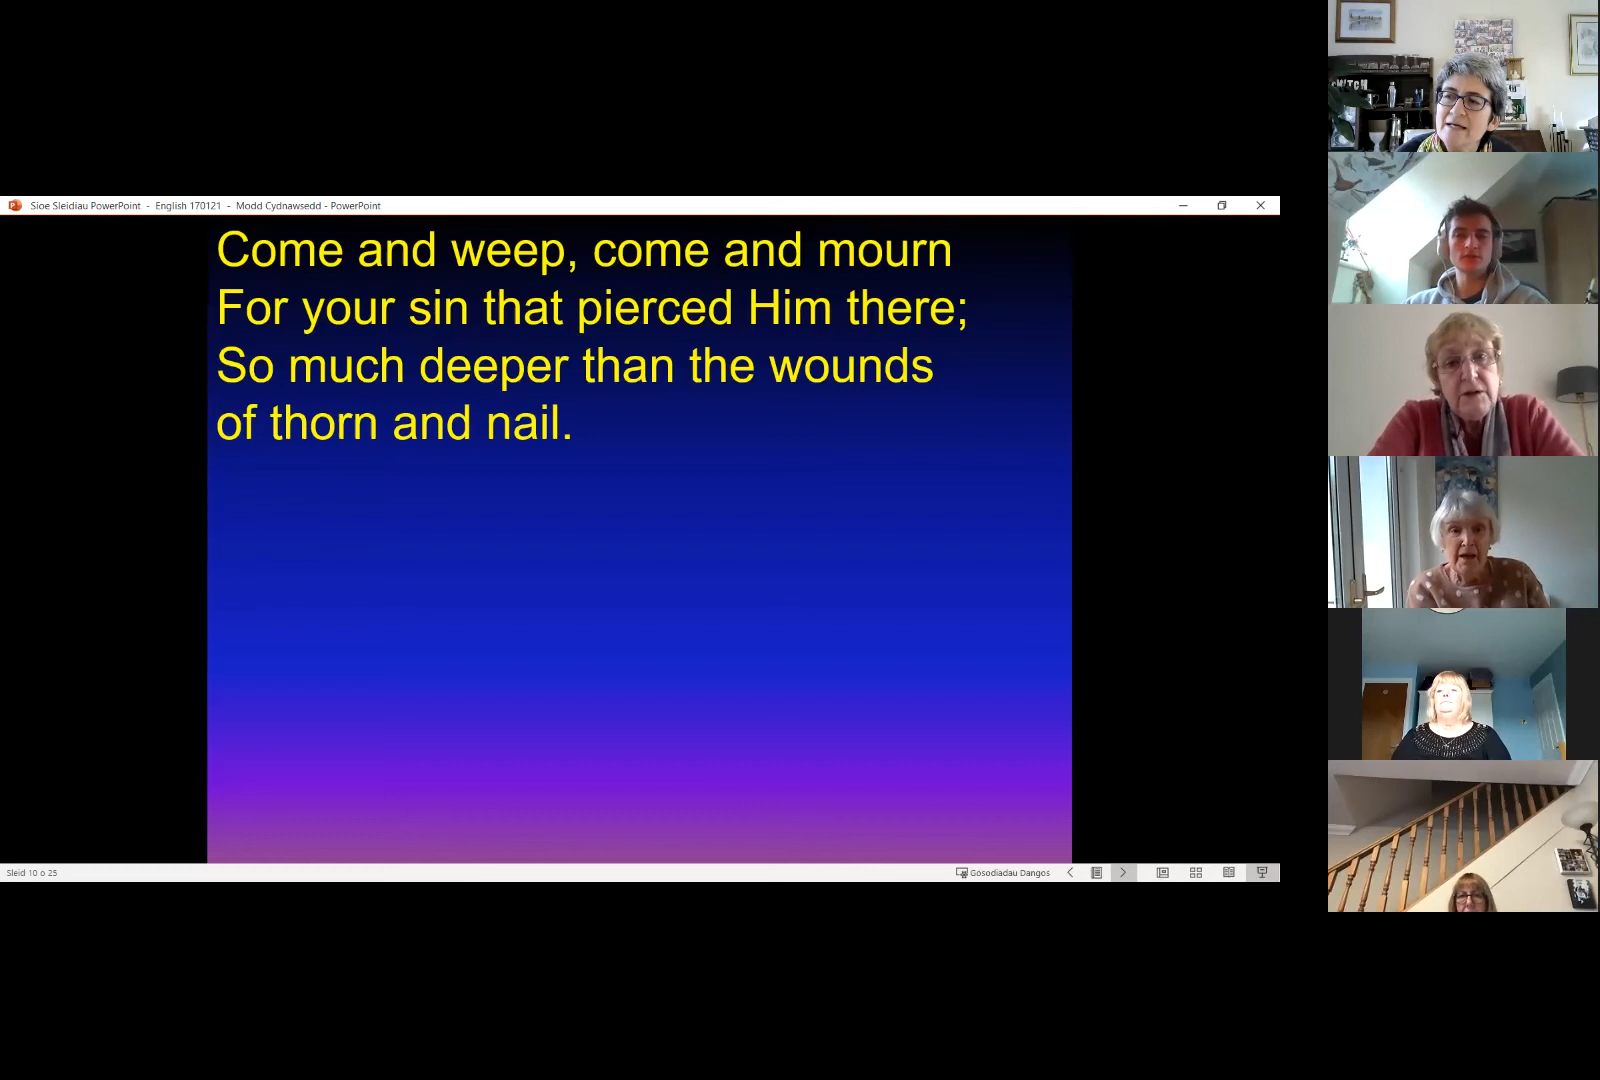 Sioe Sleidiau PowerPoint - English 170121 - Modd Cydnawsedd - PowerPoint
Come and weep, come and mourn
For your sin that pierced Him there;
So much deeper than the wounds
of thorn and nail.
Sleid 10 o 25
Gosodiadau Dangos